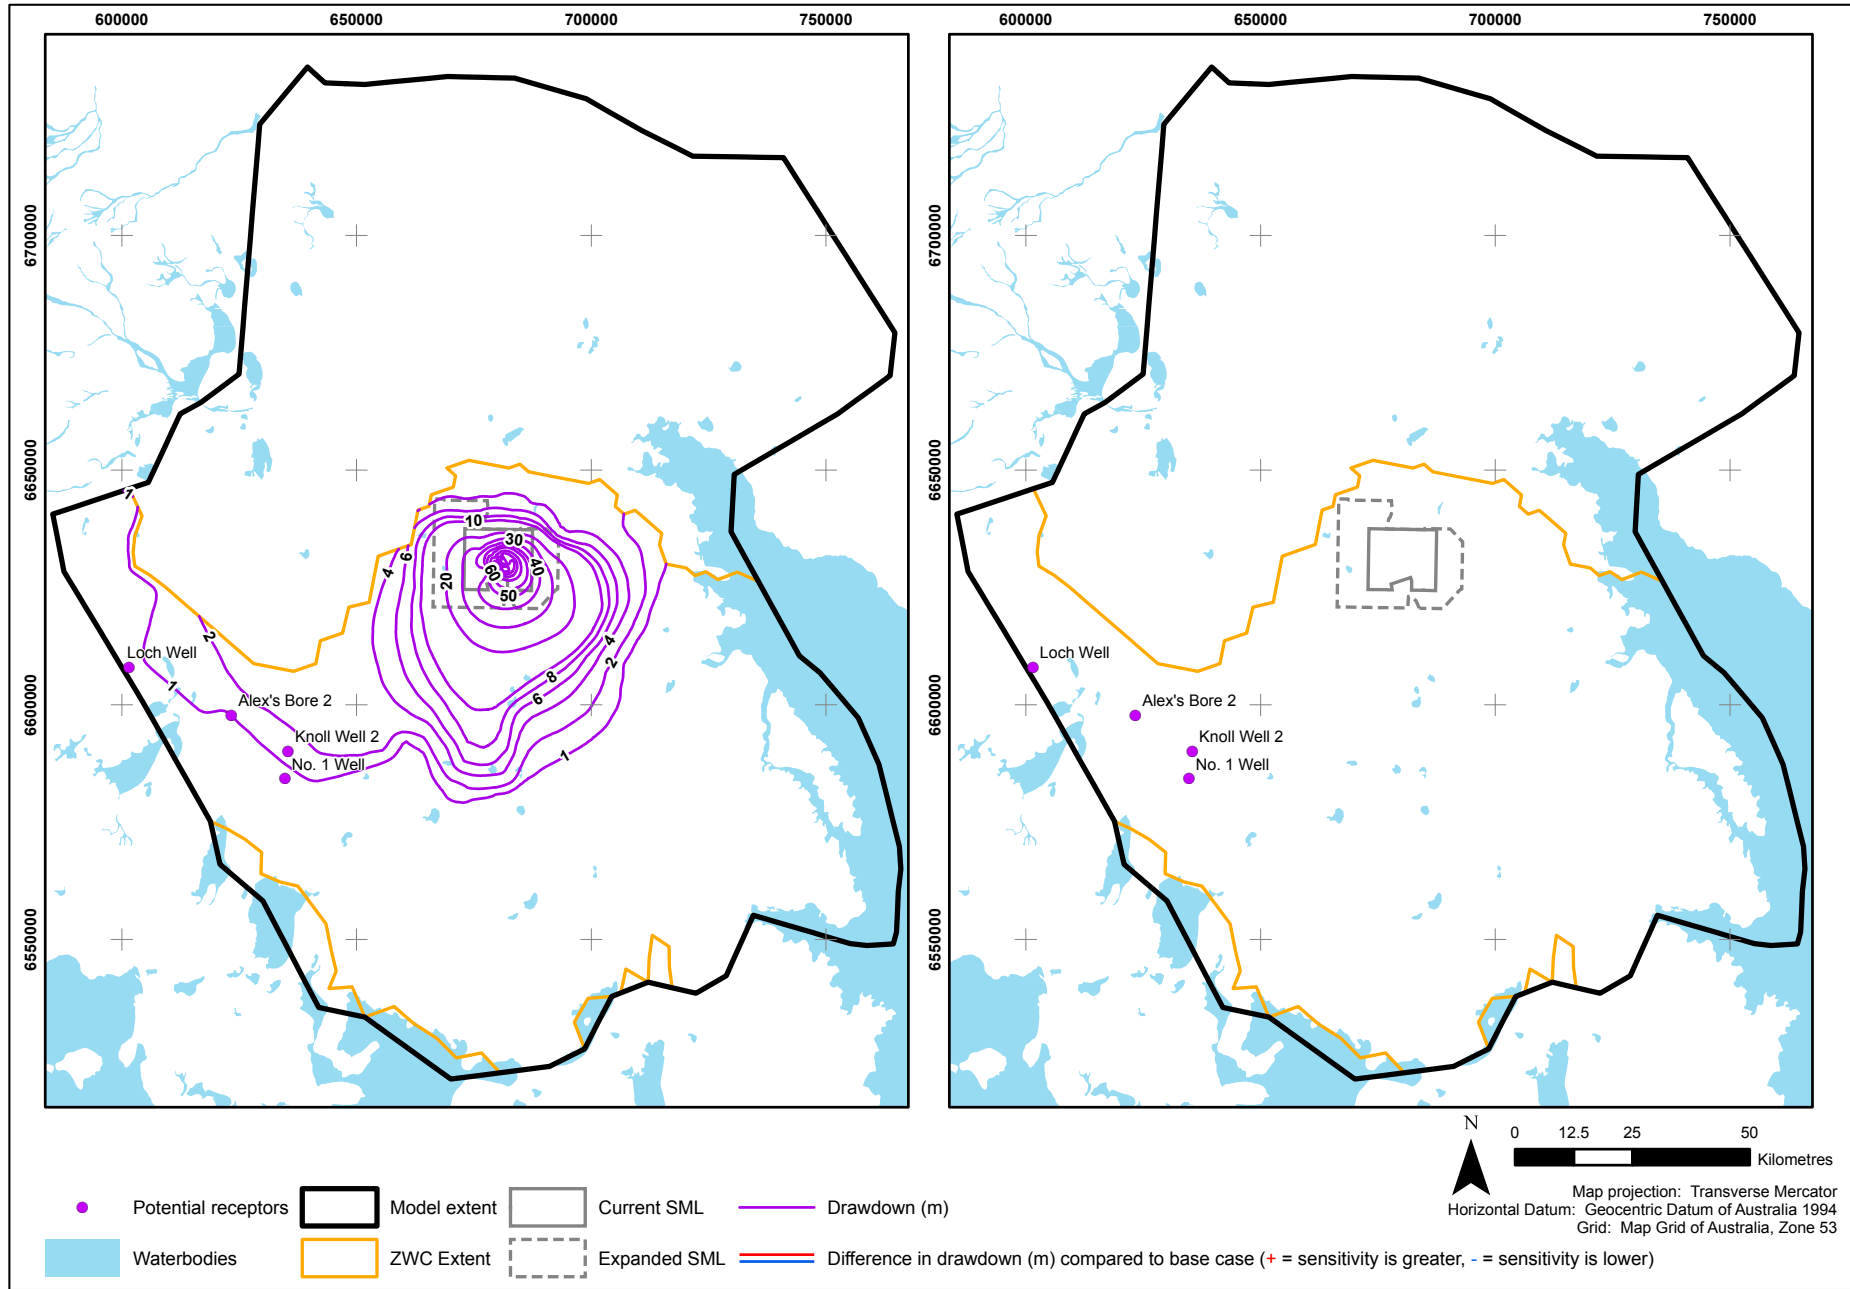 600000 650000 700000 750000
600000 650000 700000 750000
6700000
6650000
6600000
6550000
6700000
6650000
6600000
6550000
1
10
30
6
4
60
40
20
50
2
4
2
8
6
1
1
Loch Well
Alex's Bore 2
Knoll Well 2
No. 1 Well
Loch Well
Alex's Bore 2
Knoll Well 2
No. 1 Well
N
0 12.5 25 50
Kilometres
Map projection: Transverse Mercator
Horizontal Datum: Geocentric Datum of Australia 1994
Grid: Map Grid of Australia, Zone 53
Potential receptors
Model extent
Current SML
Drawdown (m)
Waterbodies
ZWC Extent
Expanded SML
Difference in drawdown (m) compared to base case (+ = sensitivity is greater, - = sensitivity is lower)